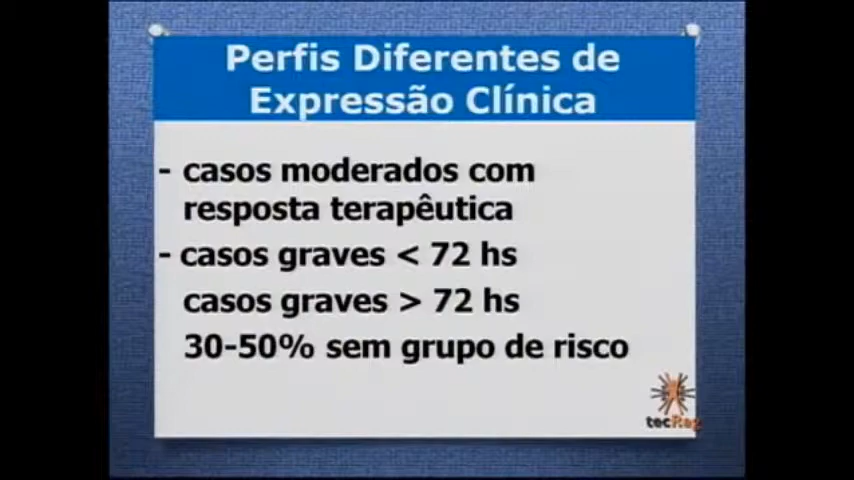 Perfis Diferentes de
Expressão Clínica
- casos moderados com
resposta terapêutica
- casos graves < 72 hs
casos graves > 72 hs
30-50% sem grupo de risco
tecReg